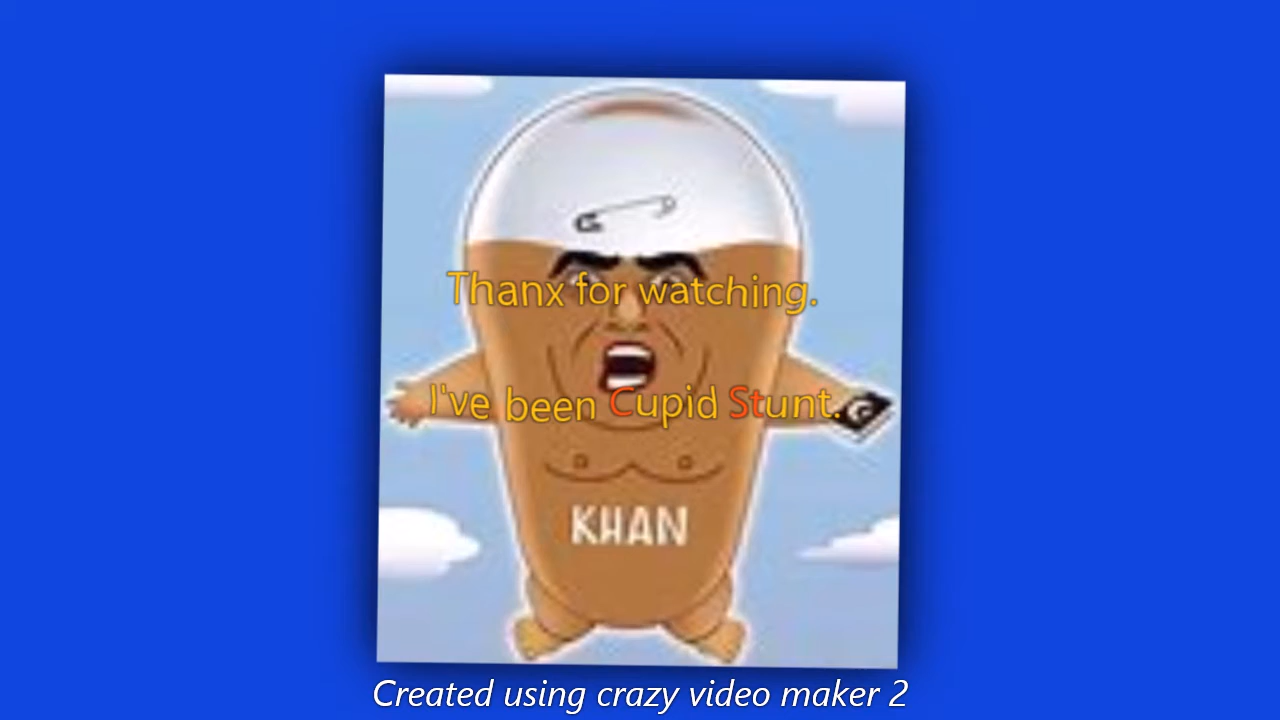 Thanx for watching.
I've been Cupid Stunt.
KHAN
Created using crazy video maker 2